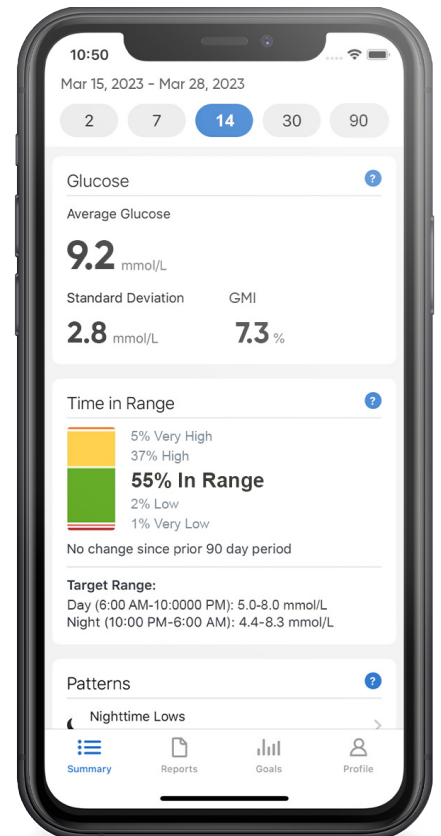 10:50
Mar 15, 2023 – Mar 28, 2023
2 7 14 30 90
Glucose ?
Average Glucose
9.2 mmol/L
Standard Deviation GMI
2.8 mmol/L 7.3 %
Time in Range ?
5% Very High
37% High
55% In Range
2% Low
1% Very Low
No change since prior 90 day period
Target Range:
Day (6:00 AM-10:0000 PM): 5.0-8.0 mmol/L
Night (10:00 PM-6:00 AM): 4.4-8.3 mmol/L
Patterns ?
Nighttime Lows
Summary Reports Goals Profile